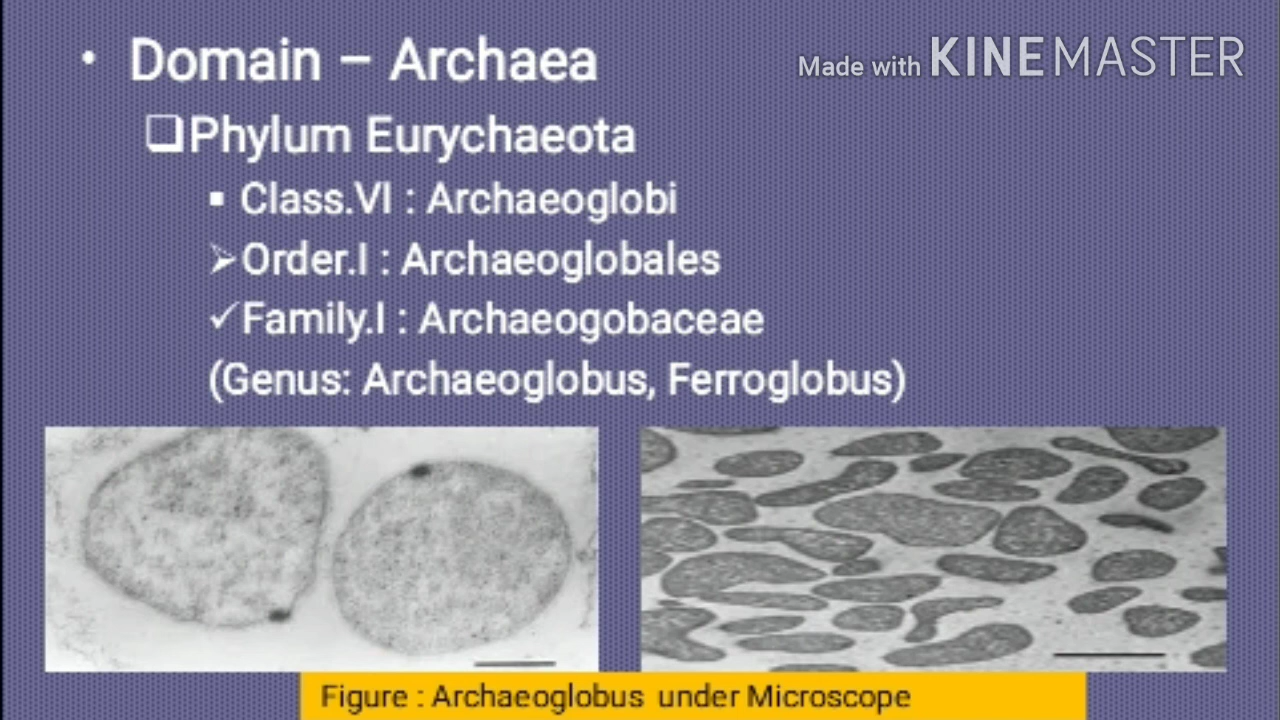 • Domain – Archaea
Made with KINEMASTER
❑Phylum Eurychaeota
▪ Class.VI : Archaeoglobi
➢Order.I : Archaeoglobales
✓Family.I : Archaeogobaceae
(Genus: Archaeoglobus, Ferroglobus)
Figure : Archaeoglobus under Microscope